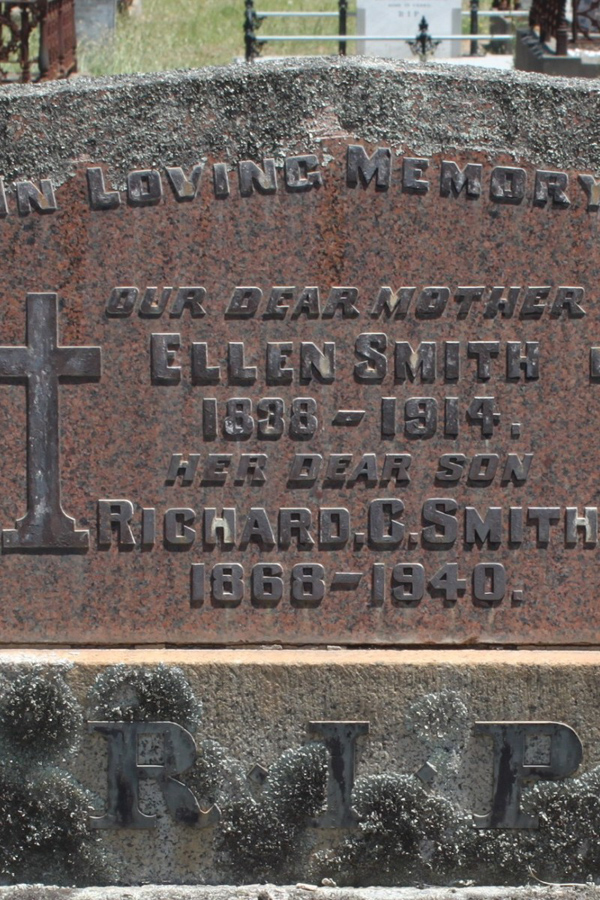 R I P
IN LOVING MEMORY
OUR DEAR MOTHER
ELLEN SMITH
1838 - 1914.
HER DEAR SON
RICHARD.C.SMITH
1868 - 1940.
R · I · P